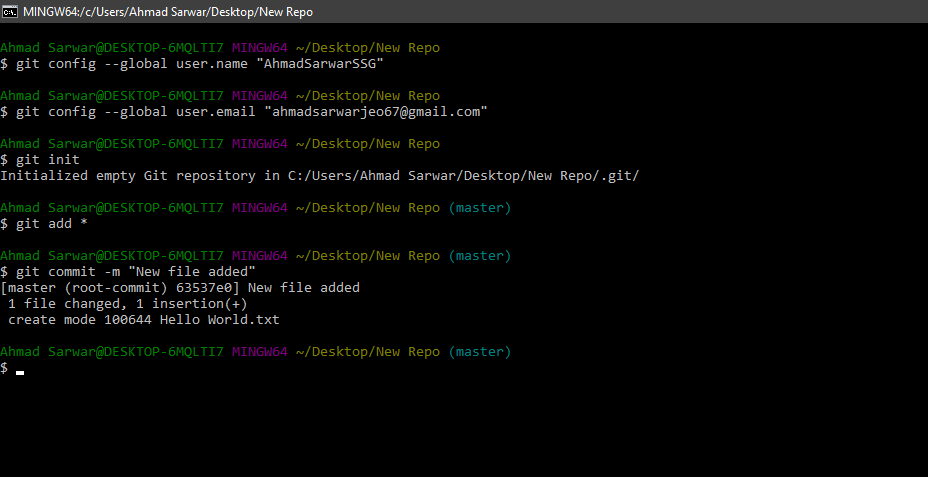 MINGW64:/c/Users/Ahmad Sarwar/Desktop/New Repo
Ahmad Sarwar@DESKTOP-6MQLTI7 MINGW64 ~/Desktop/New Repo
$ git config --global user.name "AhmadSarwarSSG"
Ahmad Sarwar@DESKTOP-6MQLTI7 MINGW64 ~/Desktop/New Repo
$ git config --global user.email "ahmadsarwarjeo67@gmail.com"
Ahmad Sarwar@DESKTOP-6MQLTI7 MINGW64 ~/Desktop/New Repo
$ git init
Initialized empty Git repository in C:/Users/Ahmad Sarwar/Desktop/New Repo/.git/
Ahmad Sarwar@DESKTOP-6MQLTI7 MINGW64 ~/Desktop/New Repo (master)
$ git add *
Ahmad Sarwar@DESKTOP-6MQLTI7 MINGW64 ~/Desktop/New Repo (master)
$ git commit -m "New file added"
[master (root-commit) 63537e0] New file added
 1 file changed, 1 insertion(+)
 create mode 100644 Hello World.txt
Ahmad Sarwar@DESKTOP-6MQLTI7 MINGW64 ~/Desktop/New Repo (master)
$